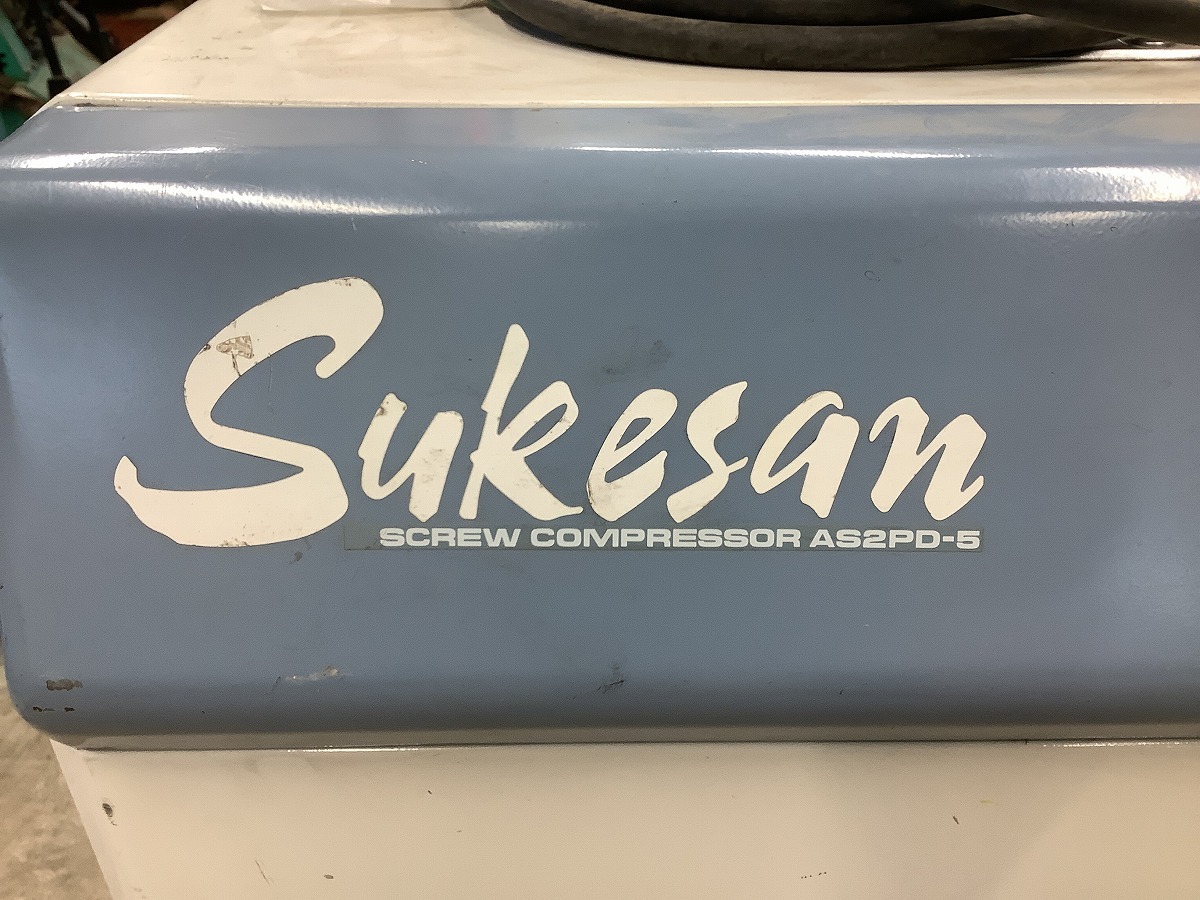 Sukesan
SCREW COMPRESSOR AS2PD-5